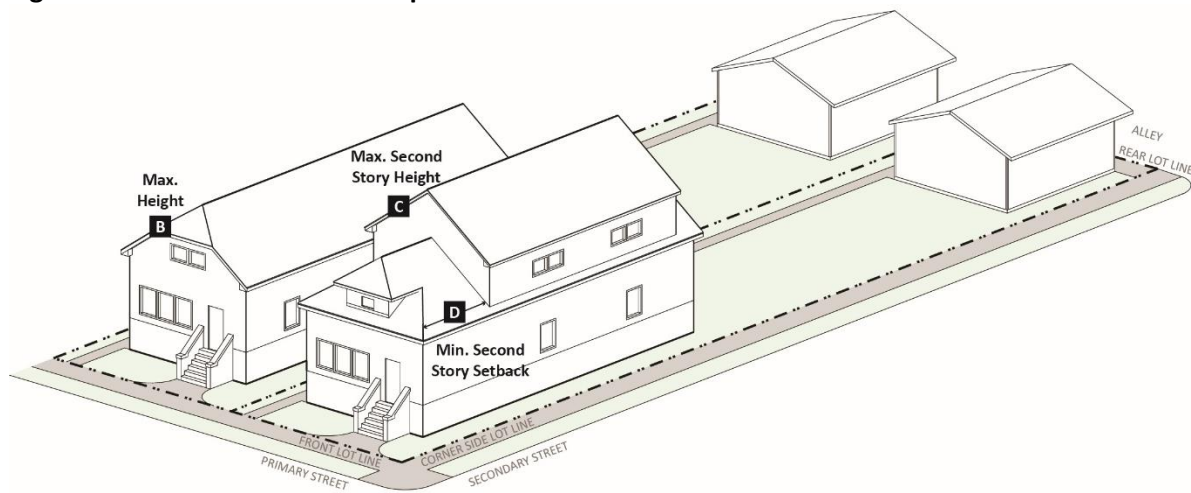 Max.
Height
B
Max. Second
Story Height
C
D
Min. Second
Story Setback
ALLEY
REAR LOT LINE
FRONT LOT LINE
CORNER SIDE LOT LINE
PRIMARY STREET
SECONDARY STREET